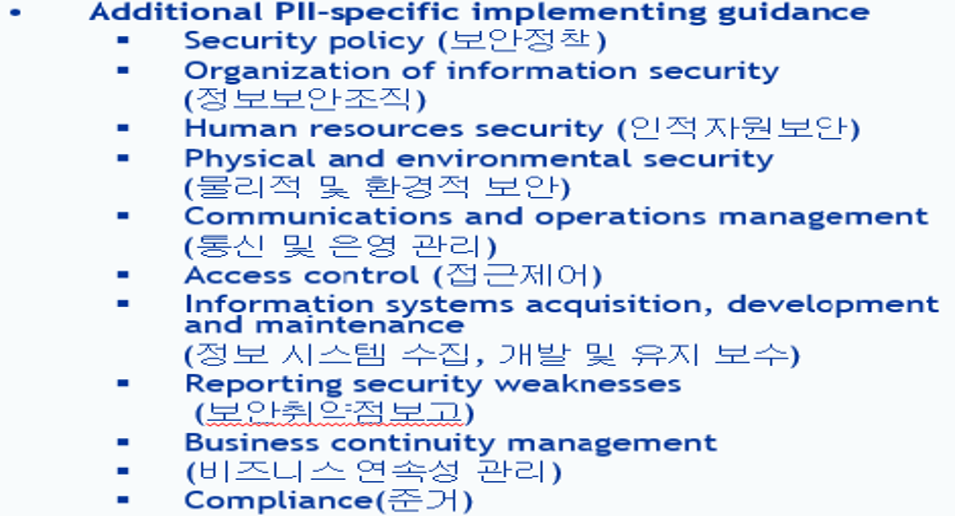 • Additional PII-specific implementing guidance
▪ Security policy (보안정착)
▪ Organization of information security
(정보보안조직)
▪ Human resources security (인적자원보안)
▪ Physical and environmental security
(물리적 및 환경적 보안)
▪ Communications and operations management
(통신 및 은영 관리)
▪ Access control (접근제어)
▪ Information systems acquisition, development
and maintenance
(정보 시스템 수집, 개발 및 유지 보수)
▪ Reporting security weaknesses
(보안취약점보고)
▪ Business continuity management
▪ (비즈니스 연속성 관리)
▪ Compliance(준거)